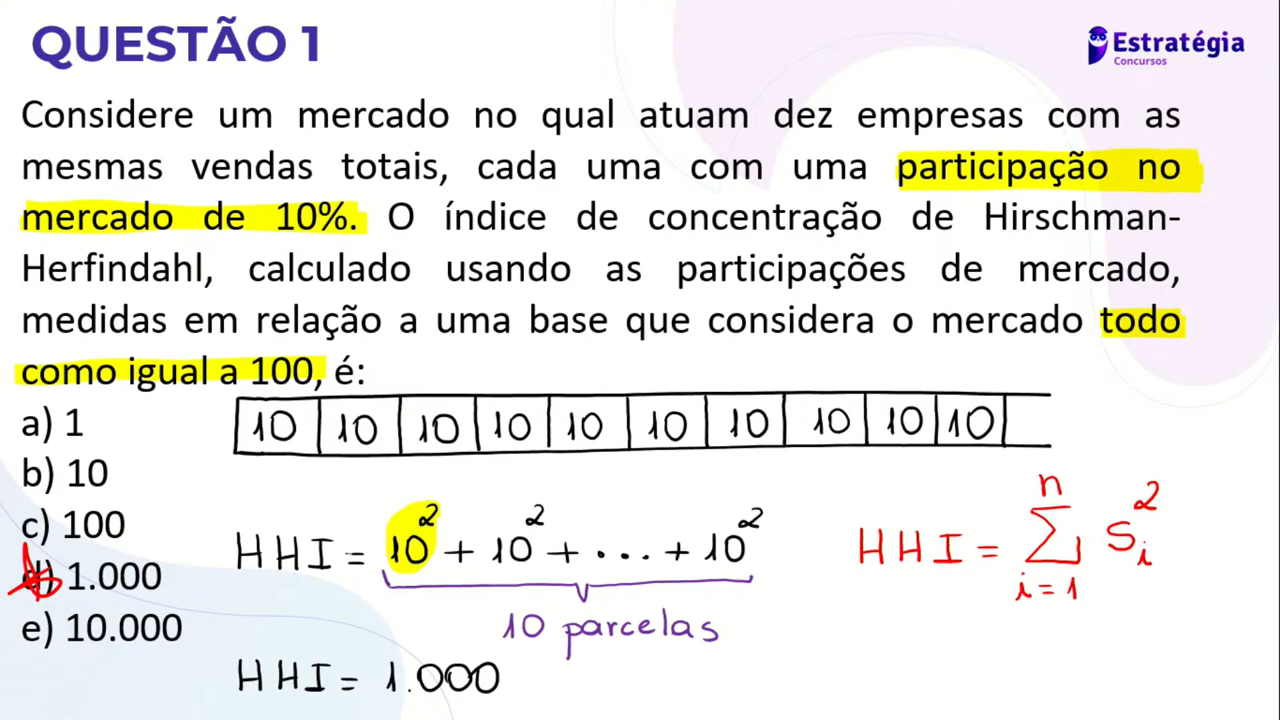 QUESTÃO 1
Estratégia
Concursos
Considere um mercado no qual atuam dez empresas com as
mesmas vendas totais, cada uma com uma participação no
mercado de 10%. O índice de concentração de Hirschman-
Herfindahl, calculado usando as participações de mercado,
medidas em relação a uma base que considera o mercado todo
como igual a 100, é:
a) 1
10 10 10 10 10 10 10 10 10 10
b) 10
c) 100
HHI = 10² + 10² + ... + 10²
10 parcelas
HHI = ∑ⁿᵢ₌₁ Sᵢ²
d) 1.000
e) 10.000
HHI = 1.000